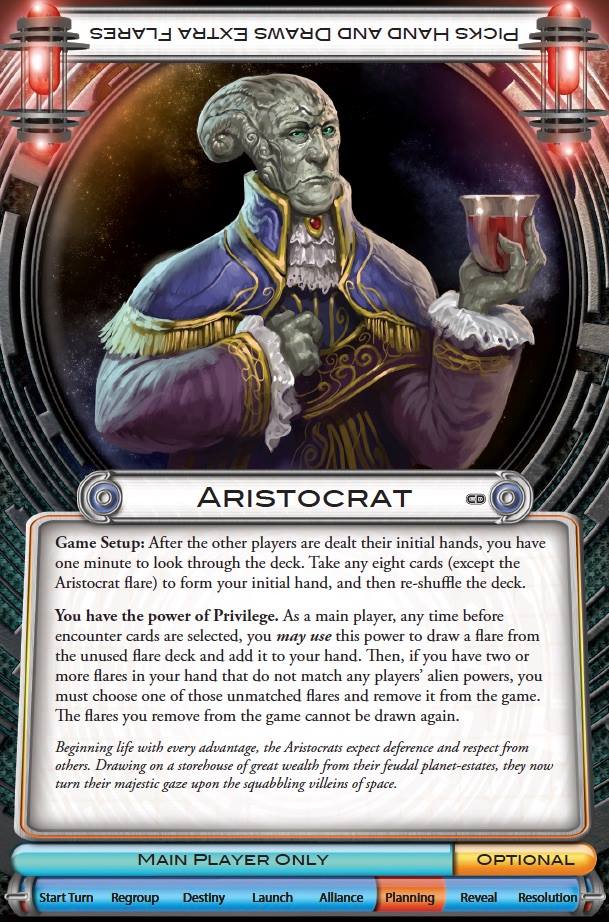 PICKS HAND AND DRAWS EXTRA FLARES
ARISTOCRAT
CD
Game Setup: After the other players are dealt their initial hands, you have
one minute to look through the deck. Take any eight cards (except the
Aristocrat flare) to form your initial hand, and then re-shuffle the deck.
You have the power of Privilege. As a main player, any time before
encounter cards are selected, you may use this power to draw a flare from
the unused flare deck and add it to your hand. Then, if you have two or
more flares in your hand that do not match any players' alien powers, you
must choose one of those unmatched flares and remove it from the game.
The flares you remove from the game cannot be drawn again.
Beginning life with every advantage, the Aristocrats expect deference and respect from
others. Drawing on a storehouse of great wealth from their feudal planet-estates, they now
turn their majestic gaze upon the squabbling villeins of space.
MAIN PLAYER ONLY OPTIONAL
Start Turn Regroup Destiny Launch Alliance Planning Reveal Resolution